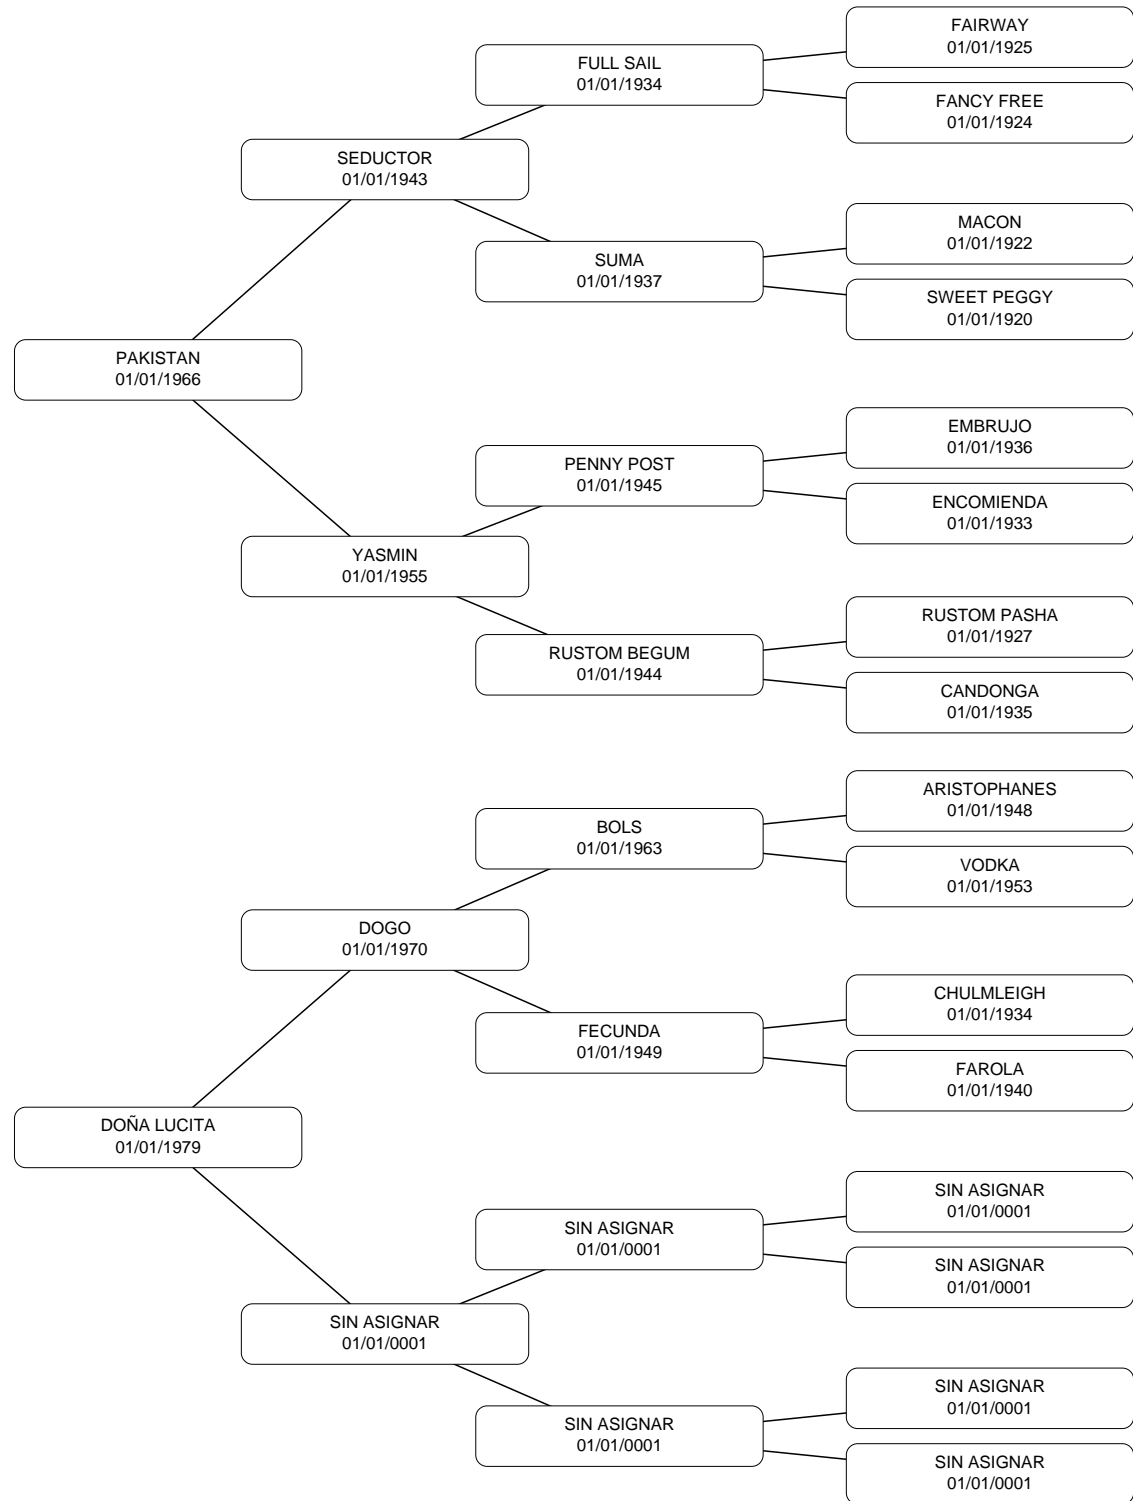 FAIRWAY
01/01/1925
FULL SAIL
01/01/1934
FANCY FREE
01/01/1924
SEDUCTOR
01/01/1943
MACON
01/01/1922
SUMA
01/01/1937
SWEET PEGGY
01/01/1920
PAKISTAN
01/01/1966
EMBRUJO
01/01/1936
PENNY POST
01/01/1945
ENCOMIENDA
01/01/1933
YASMIN
01/01/1955
RUSTOM PASHA
01/01/1927
RUSTOM BEGUM
01/01/1944
CANDONGA
01/01/1935
ARISTOPHANES
01/01/1948
BOLS
01/01/1963
VODKA
01/01/1953
DOGO
01/01/1970
CHULMLEIGH
01/01/1934
FECUNDA
01/01/1949
FAROLA
01/01/1940
DOÑA LUCITA
01/01/1979
SIN ASIGNAR
01/01/0001
SIN ASIGNAR
01/01/0001
SIN ASIGNAR
01/01/0001
SIN ASIGNAR
01/01/0001
SIN ASIGNAR
01/01/0001
SIN ASIGNAR
01/01/0001
SIN ASIGNAR
01/01/0001